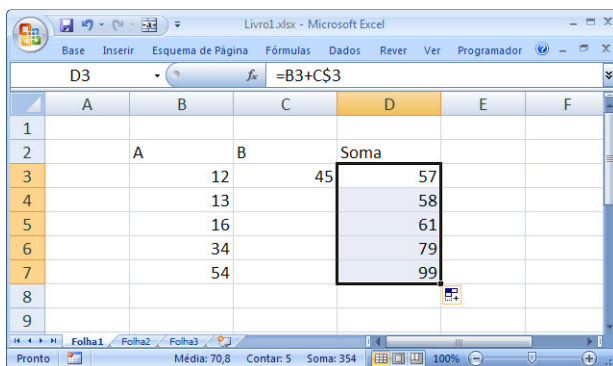 Livro1.xlsx - Microsoft Excel
Base Inserir Esquema de Página Fórmulas Dados Rever Ver Programador
D3 fx =B3+C$3
A B C D E F
1
2 A B Soma
3 12 45 57
4 13 58
5 16 61
6 34 79
7 54 99
8
9
Folha1 Folha2 Folha3
Pronto Média: 70,8 Contar: 5 Soma: 354 100%